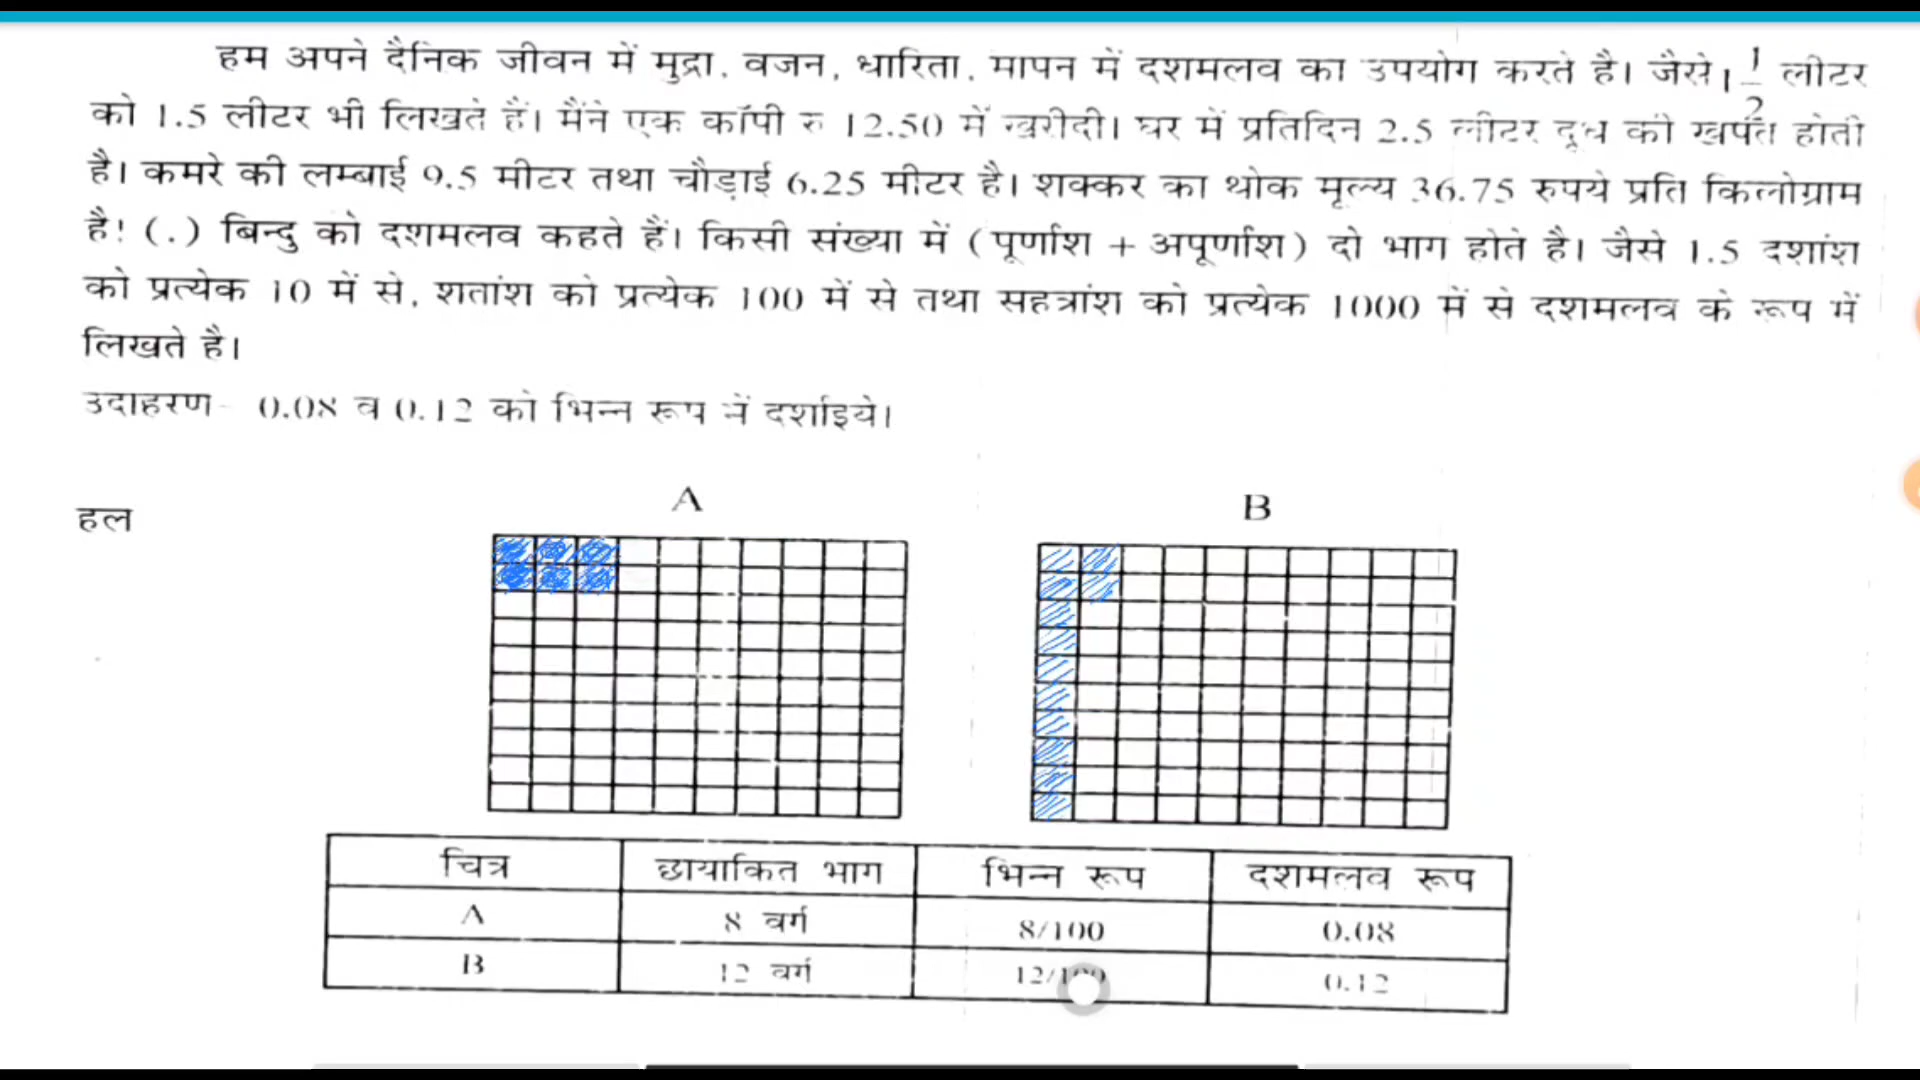 हम अपने दैनिक जीवन में मुद्रा, वजन, धारिता, मापन में दशमलव का उपयोग करते है। जैसे 1 1/2 लीटर
को 1.5 लीटर भी लिखते हैं। मैंने एक कॉपी रु 12.50 में खरीदी। घर में प्रतिदिन 2.5 लीटर दूध की खपत होती
है। कमरे की लम्बाई 9.5 मीटर तथा चौड़ाई 6.25 मीटर है। शक्कर का थोक मूल्य 36.75 रुपये प्रति किलोग्राम
है! (.) बिन्दु को दशमलव कहते हैं। किसी संख्या में (पूर्णाश + अपूर्णाश) दो भाग होते है। जैसे 1.5 दशांश
को प्रत्येक 10 में से, शतांश को प्रत्येक 100 में से तथा सहत्रांश को प्रत्येक 1000 में से दशमलव के रूप में
लिखते है।
उदाहरण- 0.08 व 0.12 को भिन्न रूप में दर्शाइये।
हल
A B
चित्र छायाकित भाग भिन्न रूप दशमलव रूप
A 8 वर्ग 8/100 0.08
B 12 वर्ग 12/100 0.12